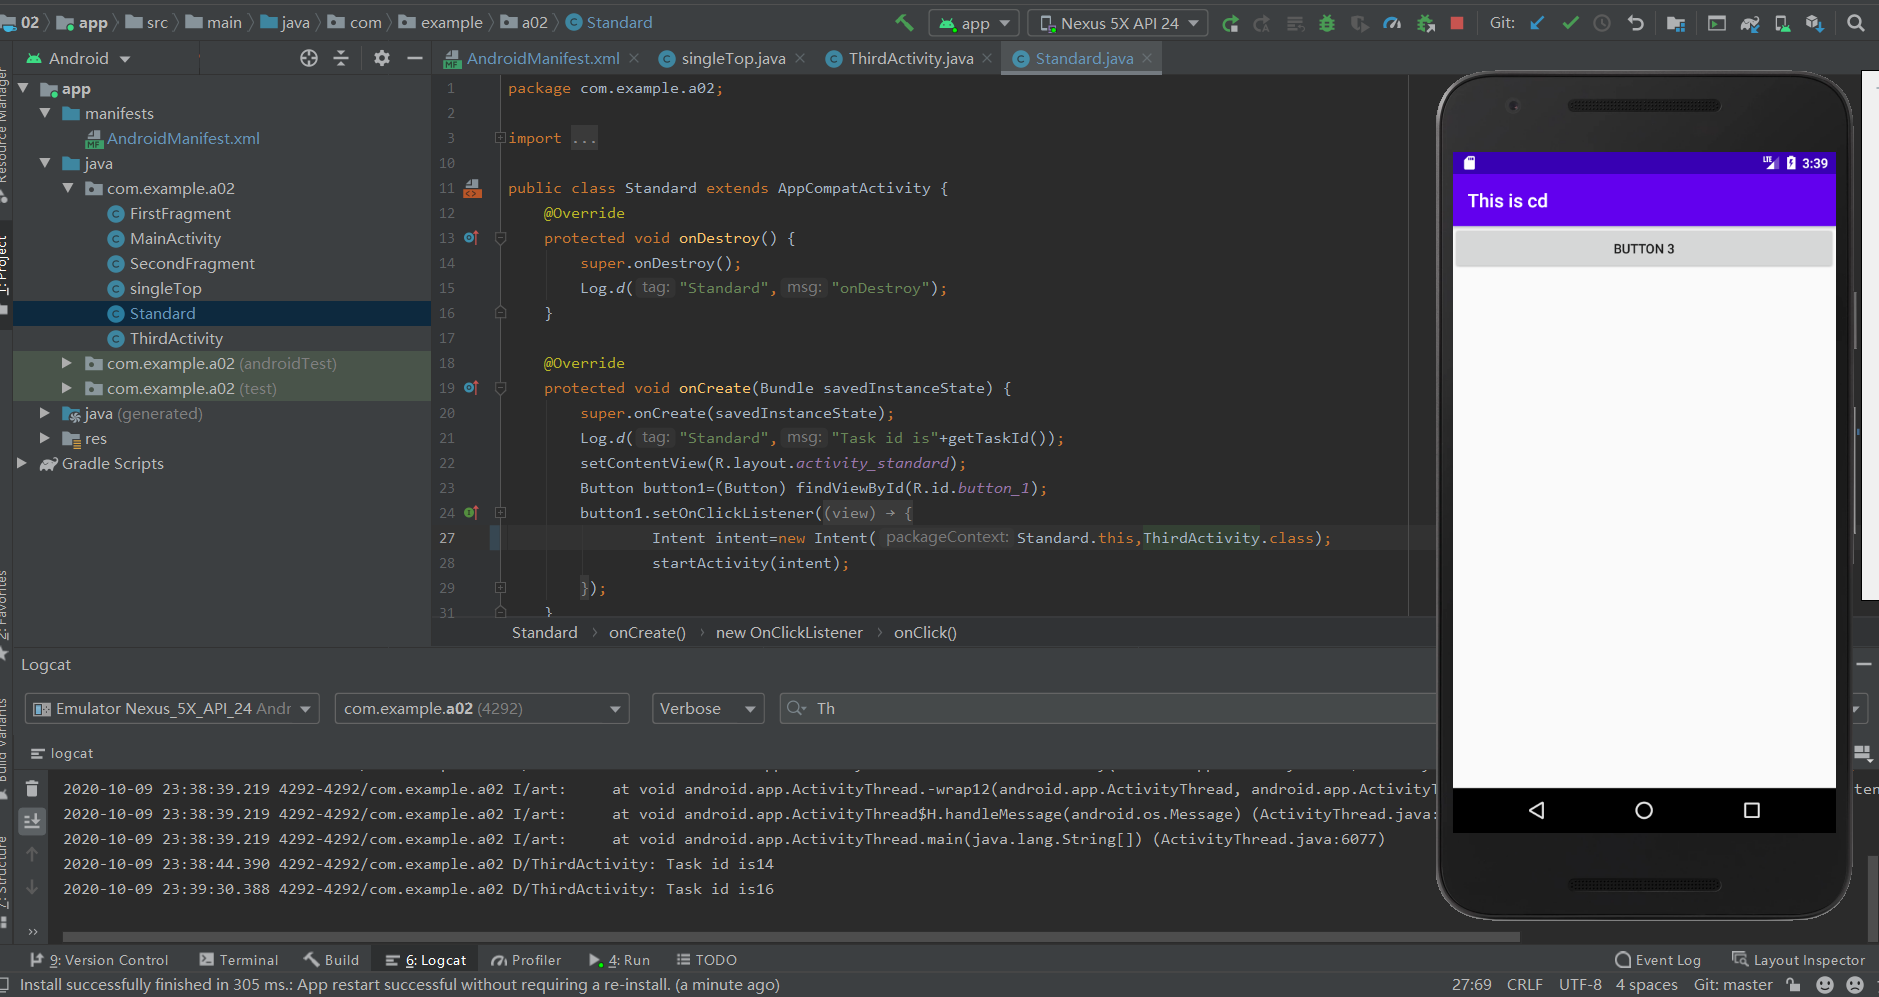 02 app src main java com example a02 Standard app Nexus 5X API 24 Git:
Android AndroidManifest.xml singleTop.java ThirdActivity.java Standard.java
Resource Manager
1: Project
2: Favorites
Build Variants
7: Structure
app
manifests
AndroidManifest.xml
java
com.example.a02
FirstFragment
MainActivity
SecondFragment
singleTop
Standard
ThirdActivity
com.example.a02 (androidTest)
com.example.a02 (test)
java (generated)
res
Gradle Scripts
1 package com.example.a02;
2
3 import ...
10
11 public class Standard extends AppCompatActivity {
12 @Override
13 protected void onDestroy() {
14 super.onDestroy();
15 Log.d( tag: "Standard", msg: "onDestroy");
16 }
17
18 @Override
19 protected void onCreate(Bundle savedInstanceState) {
20 super.onCreate(savedInstanceState);
21 Log.d( tag: "Standard", msg: "Task id is"+getTaskId());
22 setContentView(R.layout.activity_standard);
23 Button button1=(Button) findViewById(R.id.button_1);
24 button1.setOnClickListener((view) → {
27 Intent intent=new Intent( packageContext: Standard.this,ThirdActivity.class);
28 startActivity(intent);
29 });
31 }
Standard › onCreate() › new OnClickListener › onClick()
LTE 3:39
This is cd
BUTTON 3
Logcat
Emulator Nexus_5X_API_24 Andr com.example.a02 (4292) Verbose Th
logcat
2020-10-09 23:38:39.219 4292-4292/com.example.a02 I/art: at void android.app.ActivityThread.-wrap12(android.app.ActivityThread, android.app.ActivityT
2020-10-09 23:38:39.219 4292-4292/com.example.a02 I/art: at void android.app.ActivityThread$H.handleMessage(android.os.Message) (ActivityThread.java:
2020-10-09 23:38:39.219 4292-4292/com.example.a02 I/art: at void android.app.ActivityThread.main(java.lang.String[]) (ActivityThread.java:6077)
2020-10-09 23:38:44.390 4292-4292/com.example.a02 D/ThirdActivity: Task id is14
2020-10-09 23:39:30.388 4292-4292/com.example.a02 D/ThirdActivity: Task id is16
9: Version Control Terminal Build 6: Logcat Profiler 4: Run TODO Event Log Layout Inspector
Install successfully finished in 305 ms.: App restart successful without requiring a re-install. (a minute ago) 27:69 CRLF UTF-8 4 spaces Git: master